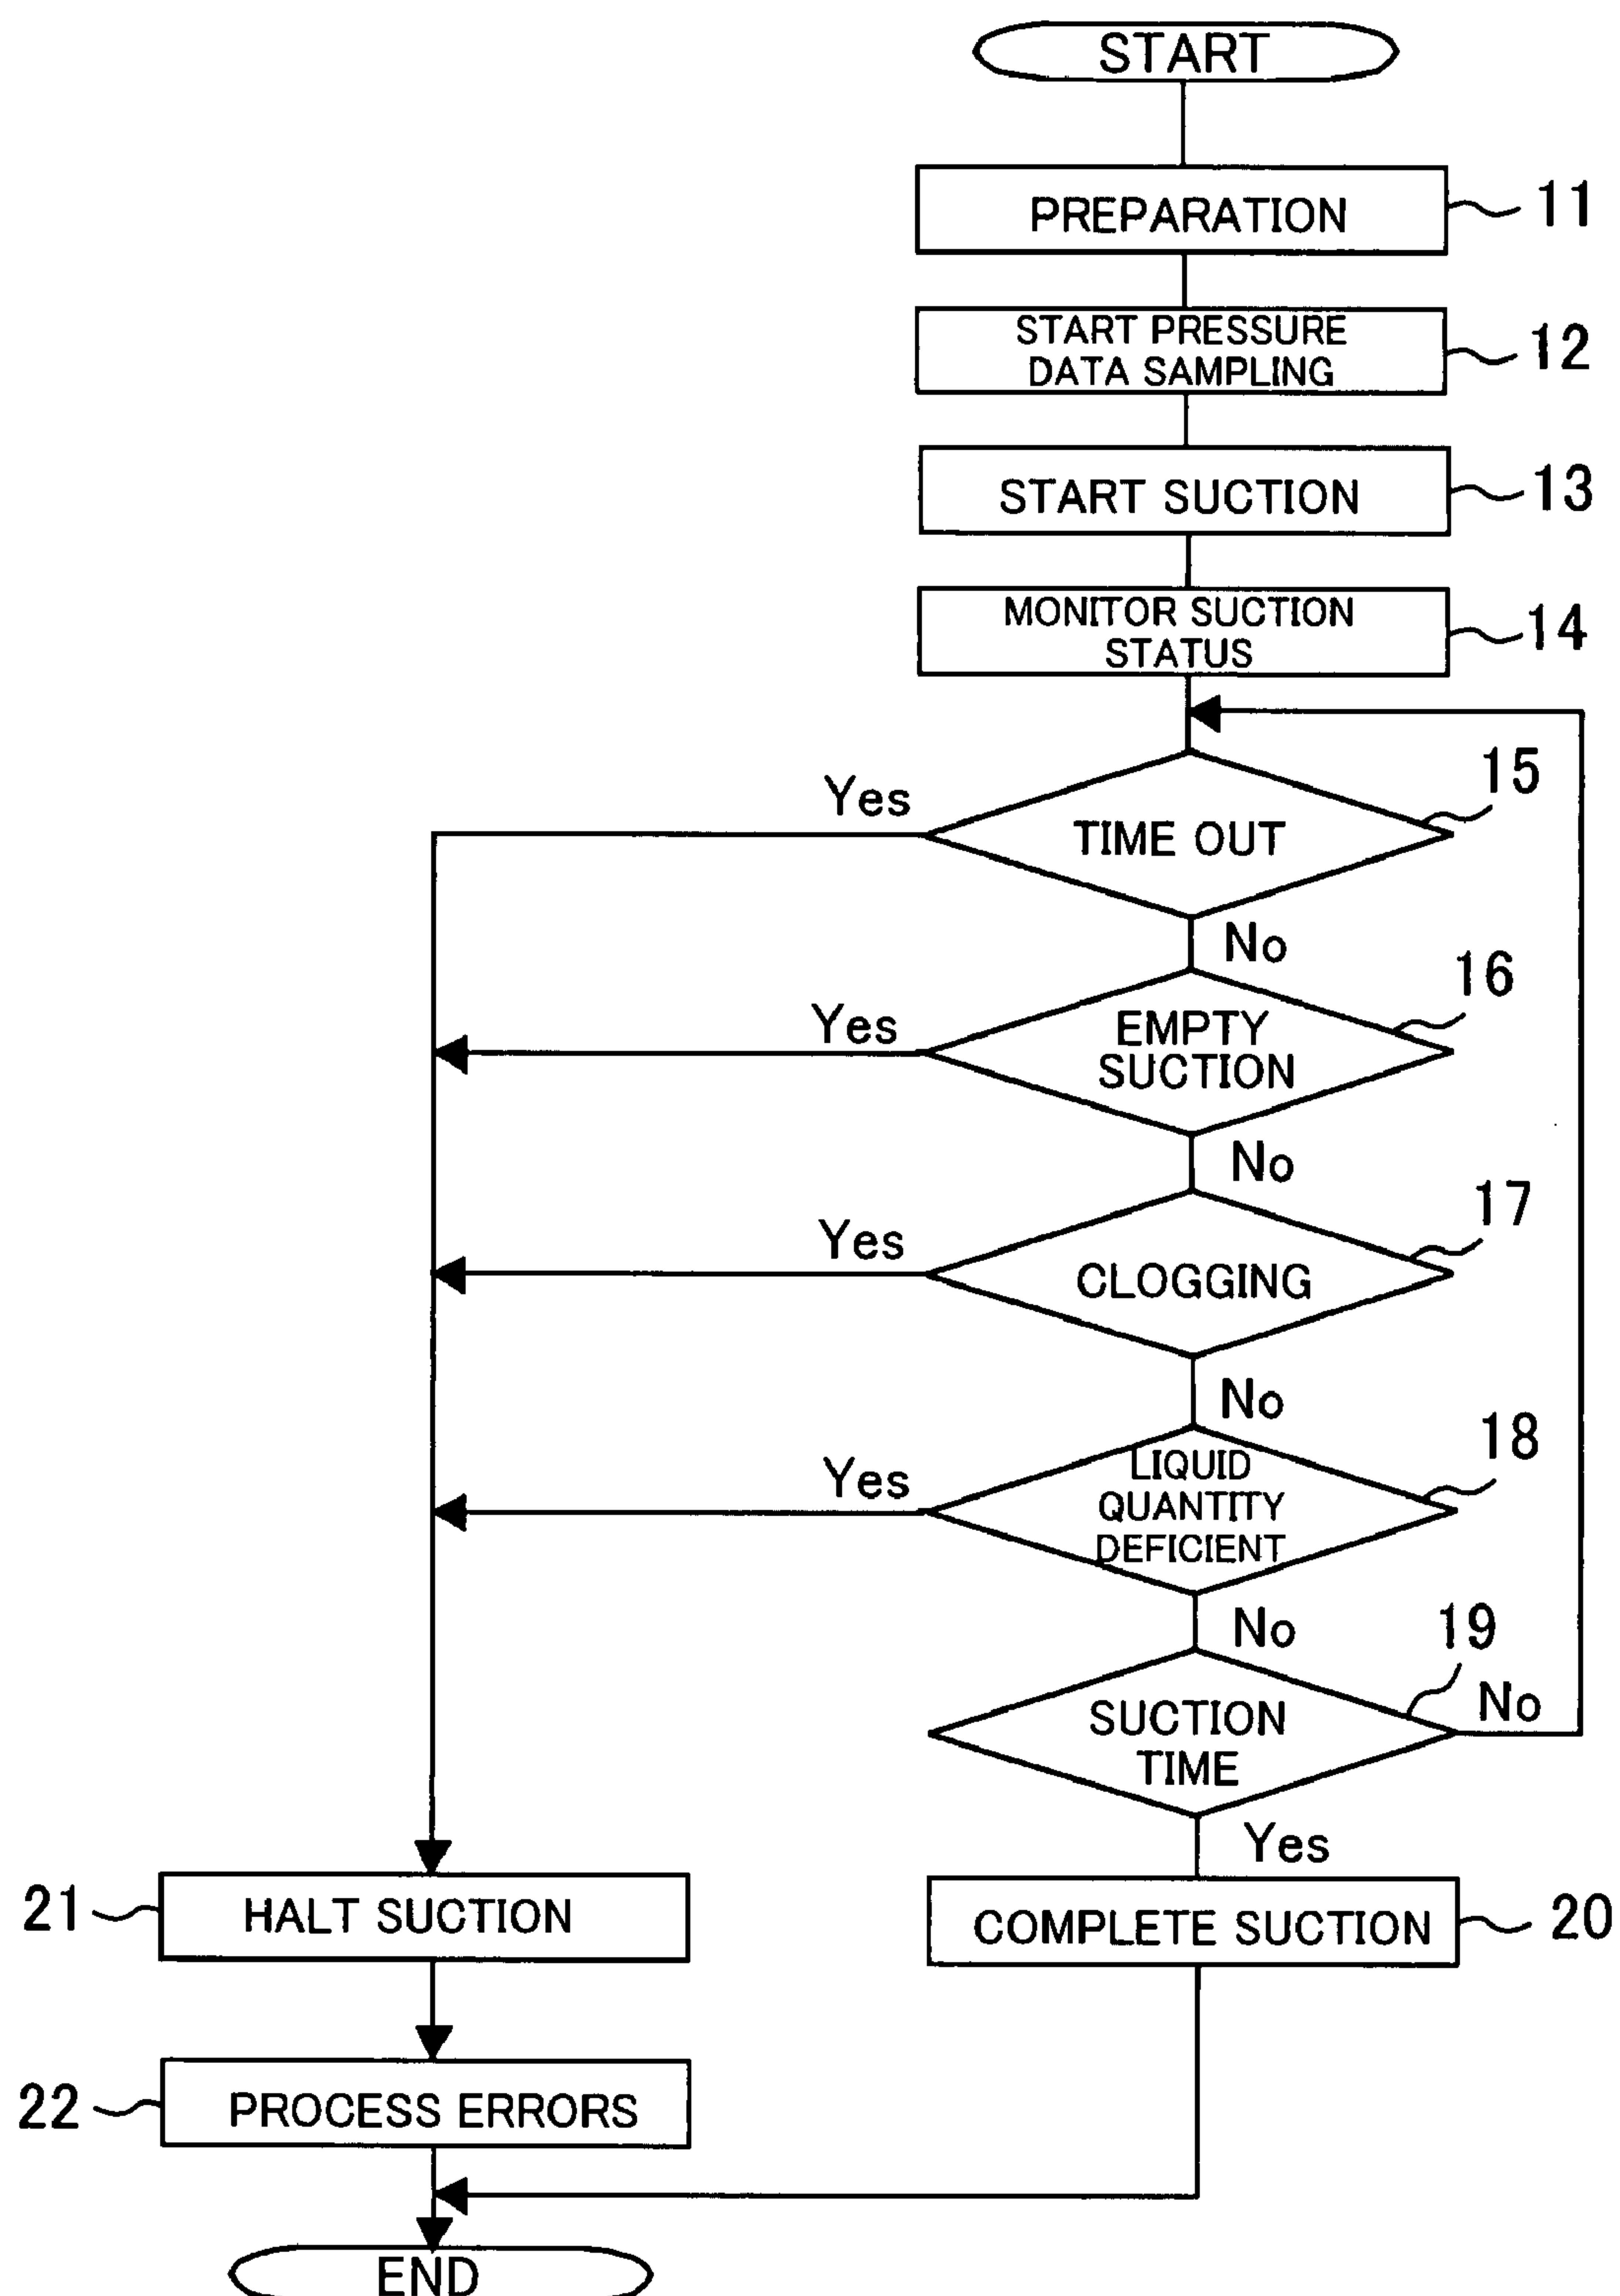 START
PREPARATION
11
START PRESSURE
DATA SAMPLING
12
START SUCTION
13
MONITOR SUCTION
STATUS
14
15
Yes
TIME OUT
No
16
Yes
EMPTY
SUCTION
No
17
Yes
CLOGGING
No
18
Yes
LIQUID
QUANTITY
DEFICIENT
No
19
SUCTION
TIME
No
Yes
21
HALT SUCTION
COMPLETE SUCTION
20
22
PROCESS ERRORS
END